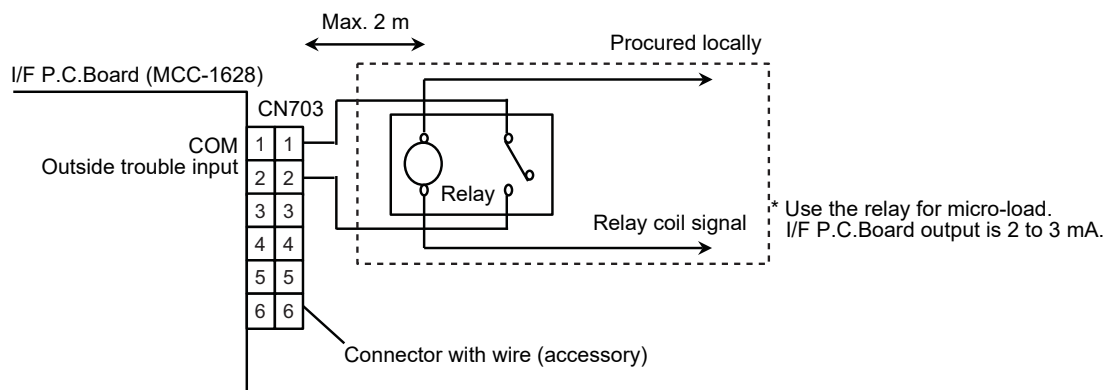 Max. 2 m
Procured locally
I/F P.C.Board (MCC-1628)
CN703
COM
Outside trouble input
1 1
2 2
3 3
4 4
5 5
6 6
Relay
Relay coil signal
* Use the relay for micro-load.
I/F P.C.Board output is 2 to 3 mA.
Connector with wire (accessory)